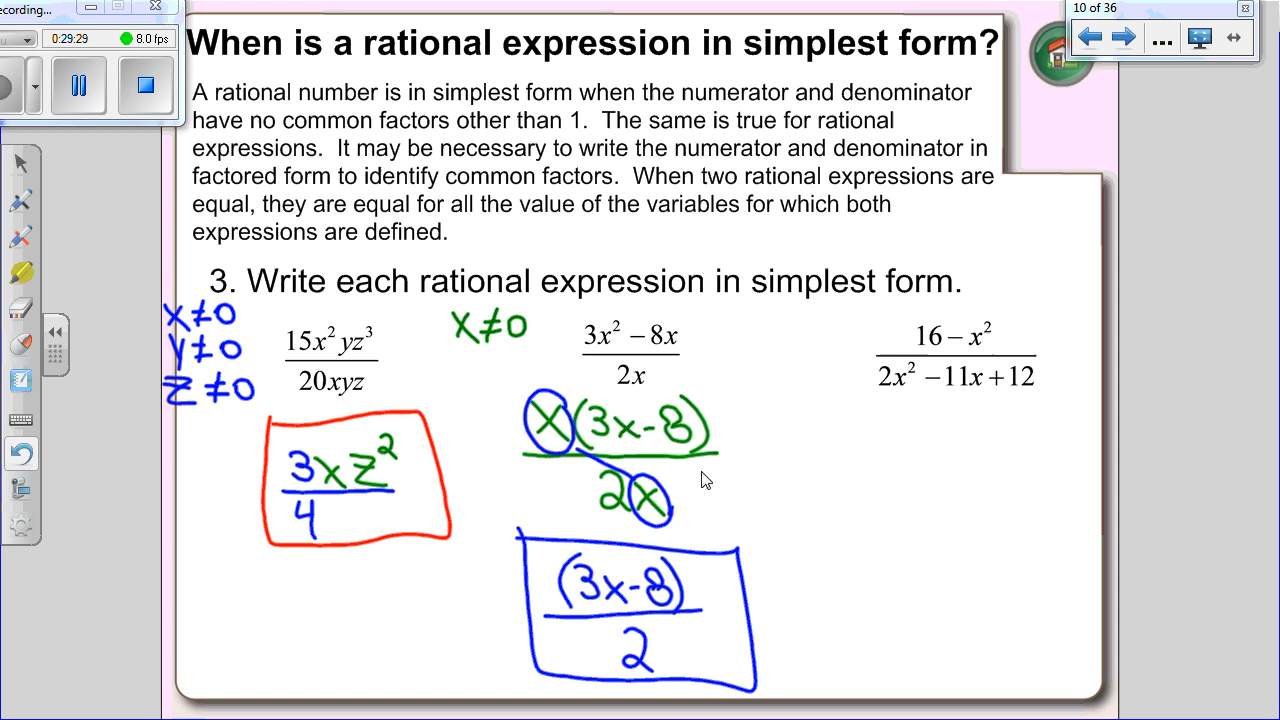 ecording...
0:29:29 8.0 fps
10 of 36
When is a rational expression in simplest form?
A rational number is in simplest form when the numerator and denominator
have no common factors other than 1. The same is true for rational
expressions. It may be necessary to write the numerator and denominator in
factored form to identify common factors. When two rational expressions are
equal, they are equal for all the value of the variables for which both
expressions are defined.
3. Write each rational expression in simplest form.
x≠0
y≠0
z≠0
15x²yz³
20xyz
3xz²
4
x≠0
3x² − 8x
2x
x(3x-8)
2x
(3x-8)
2
16 − x²
2x² − 11x + 12